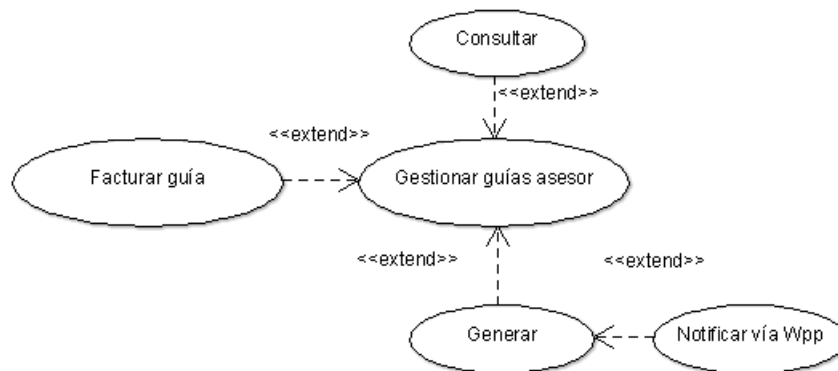 Consultar
<<extend>>
<<extend>>
Facturar guía
Gestionar guías asesor
<<extend>>
<<extend>>
Generar
Notificar vía Wpp